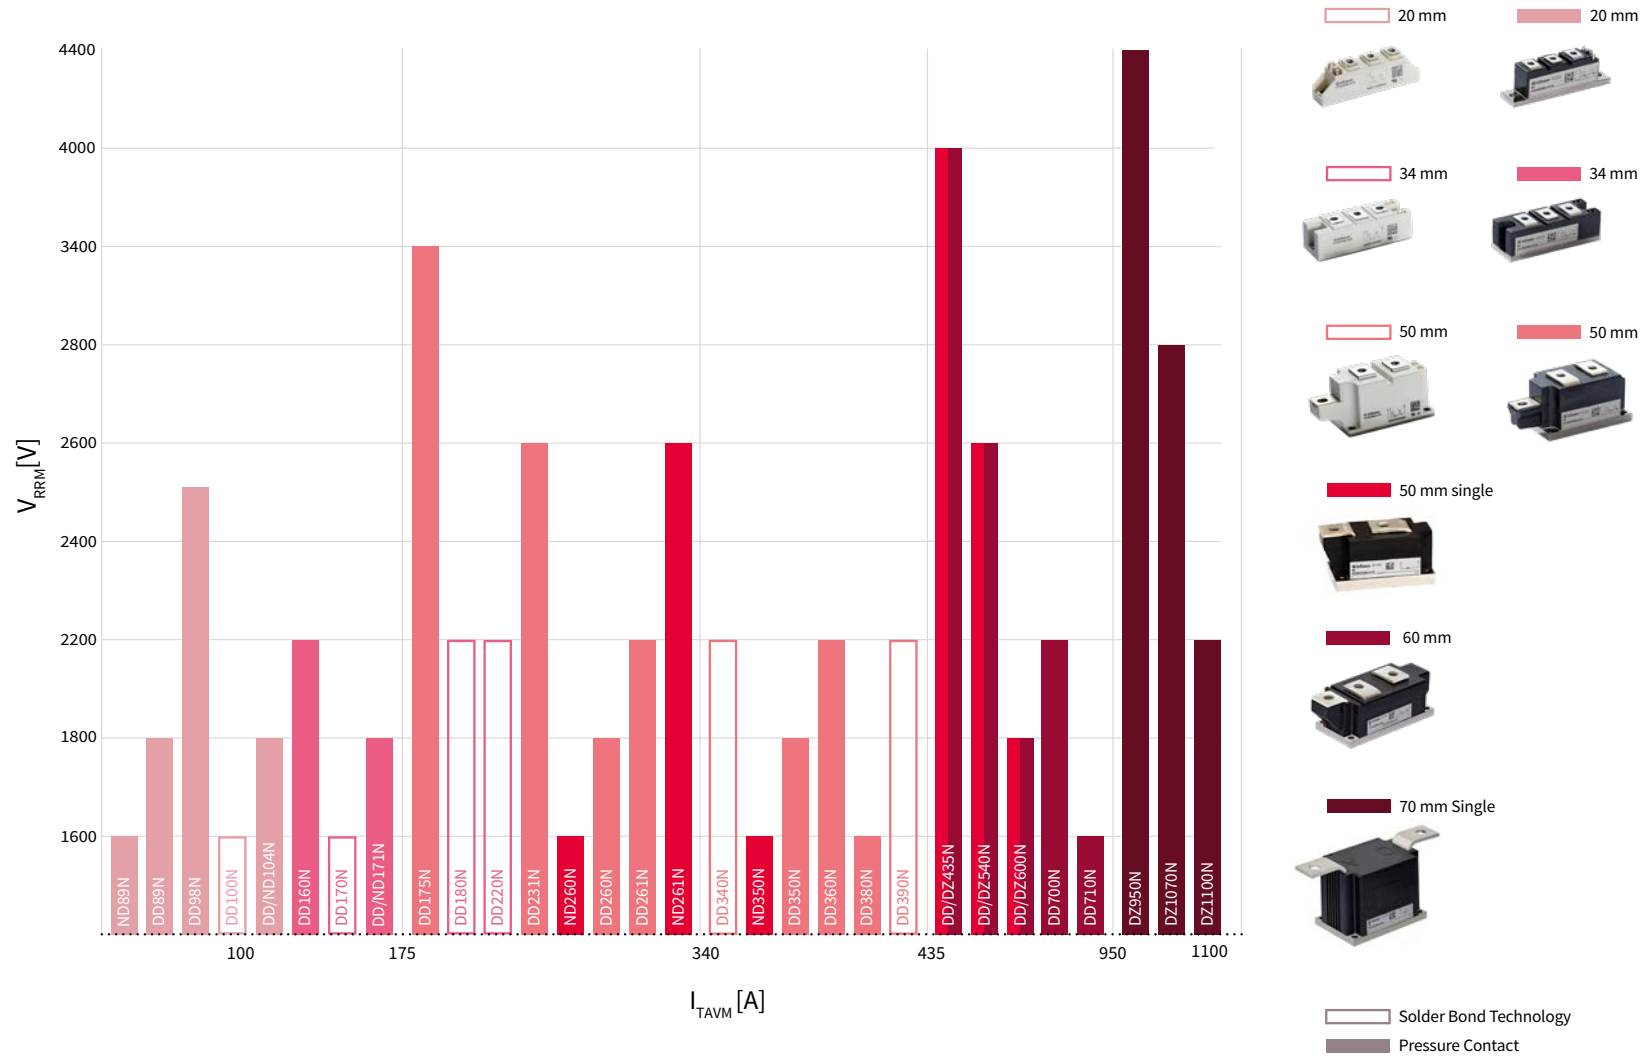 20 mm
20 mm
4400
4000
34 mm
34 mm
3400
50 mm
50 mm
2800
2600
V_RRM [V]
50 mm single
2400
2200
60 mm
1800
70 mm Single
1600
ND89N
DD89N
DD98N
DD100N
DD/ND104N
DD160N
DD170N
DD/ND171N
DD175N
DD180N
DD220N
DD231N
ND260N
DD260N
DD261N
ND261N
DD340N
ND350N
DD350N
DD360N
DD380N
DD390N
DD/DZ435N
DD/DZ540N
DD/DZ600N
DD700N
DD710N
DZ950N
DZ1070N
DZ1100N
100
175
340
435
950
1100
I_TAVM [A]
Solder Bond Technology
Pressure Contact